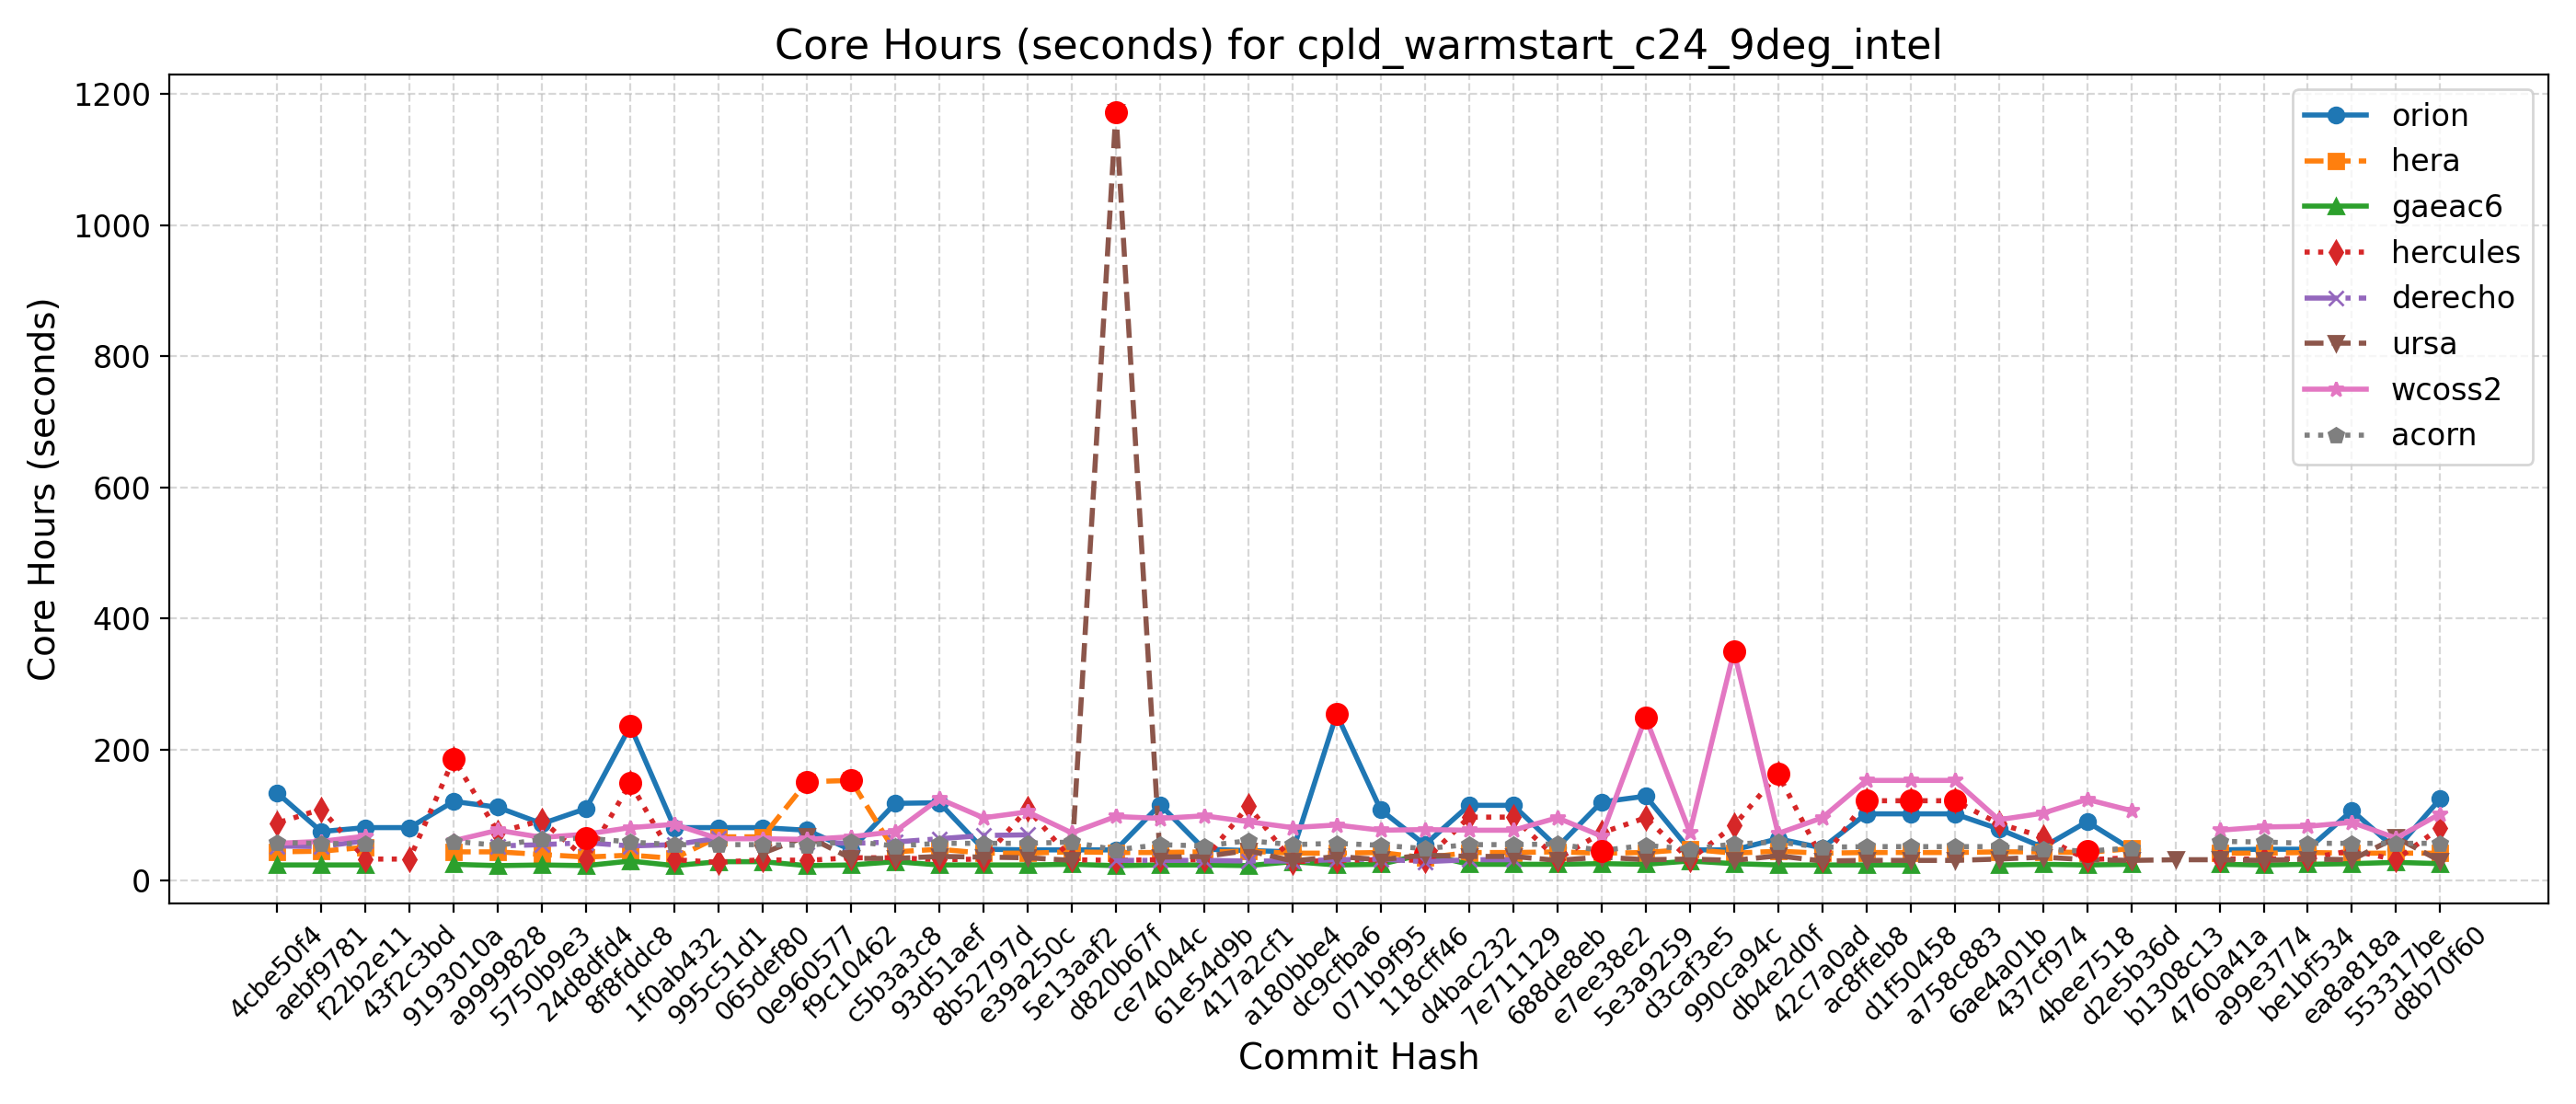 Core Hours (seconds) for cpld_warmstart_c24_9deg_intel
Core Hours (seconds)
1200
1000
800
600
400
200
0
orion
hera
gaeac6
hercules
derecho
ursa
wcoss2
acorn
4cbe50f4
aebf9781
f22b2e11
43f2c3bd
9193010a
a9999828
5750b9e3
24d8dfd4
8f8fddc8
1f0ab432
995c51d1
065def80
0e960577
f9c10462
c5b3a3c8
93d51aef
8b52797d
e39a250c
5e13aaf2
d820b67f
ce74044c
61e54d9b
417a2cf1
a180bbe4
dc9cfba6
071b9f95
118cff46
d4bac232
7e711129
688de8eb
e7ee38e2
5e3a9259
d3caf3e5
990ca94c
db4e2d0f
42c7a0ad
ac8ffeb8
d1f50458
a758c883
6ae4a01b
437cf974
4bee7518
d2e5b36d
b1308c13
4760a41a
a99e3774
be1bf534
ea8a818a
553317be
d8b70f60
Commit Hash